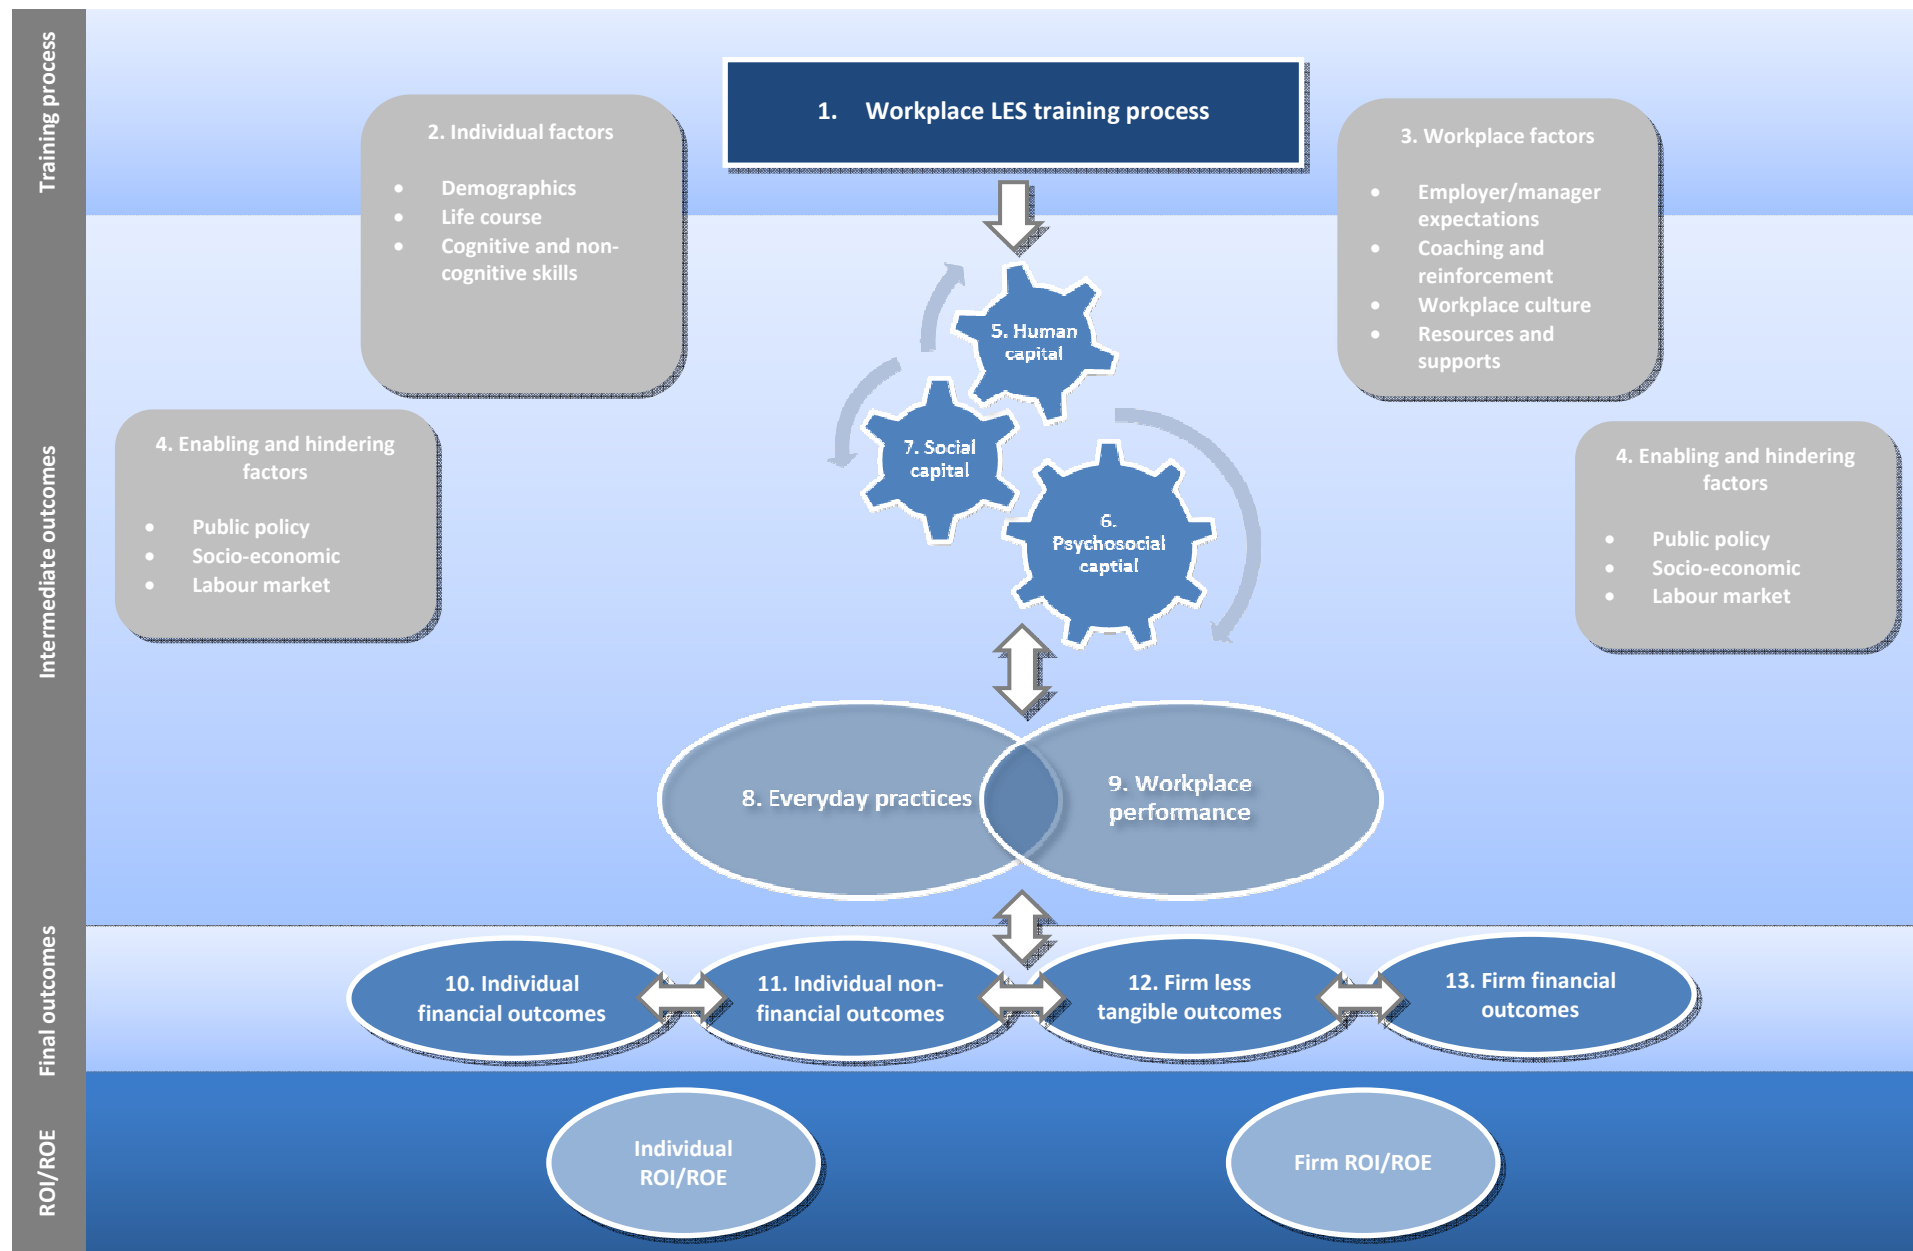 Training process
1. Workplace LES training process
2. Individual factors
• Demographics
• Life course
• Cognitive and non-
cognitive skills
3. Workplace factors
• Employer/manager
expectations
• Coaching and
reinforcement
• Workplace culture
• Resources and
supports
Intermediate outcomes
5. Human
capital
7. Social
capital
6.
Psychosocial
captial
4. Enabling and hindering
factors
• Public policy
• Socio-economic
• Labour market
4. Enabling and hindering
factors
• Public policy
• Socio-economic
• Labour market
8. Everyday practices
9. Workplace
performance
Final outcomes
10. Individual
financial outcomes
11. Individual non-
financial outcomes
12. Firm less
tangible outcomes
13. Firm financial
outcomes
ROI/ROE
Individual
ROI/ROE
Firm ROI/ROE